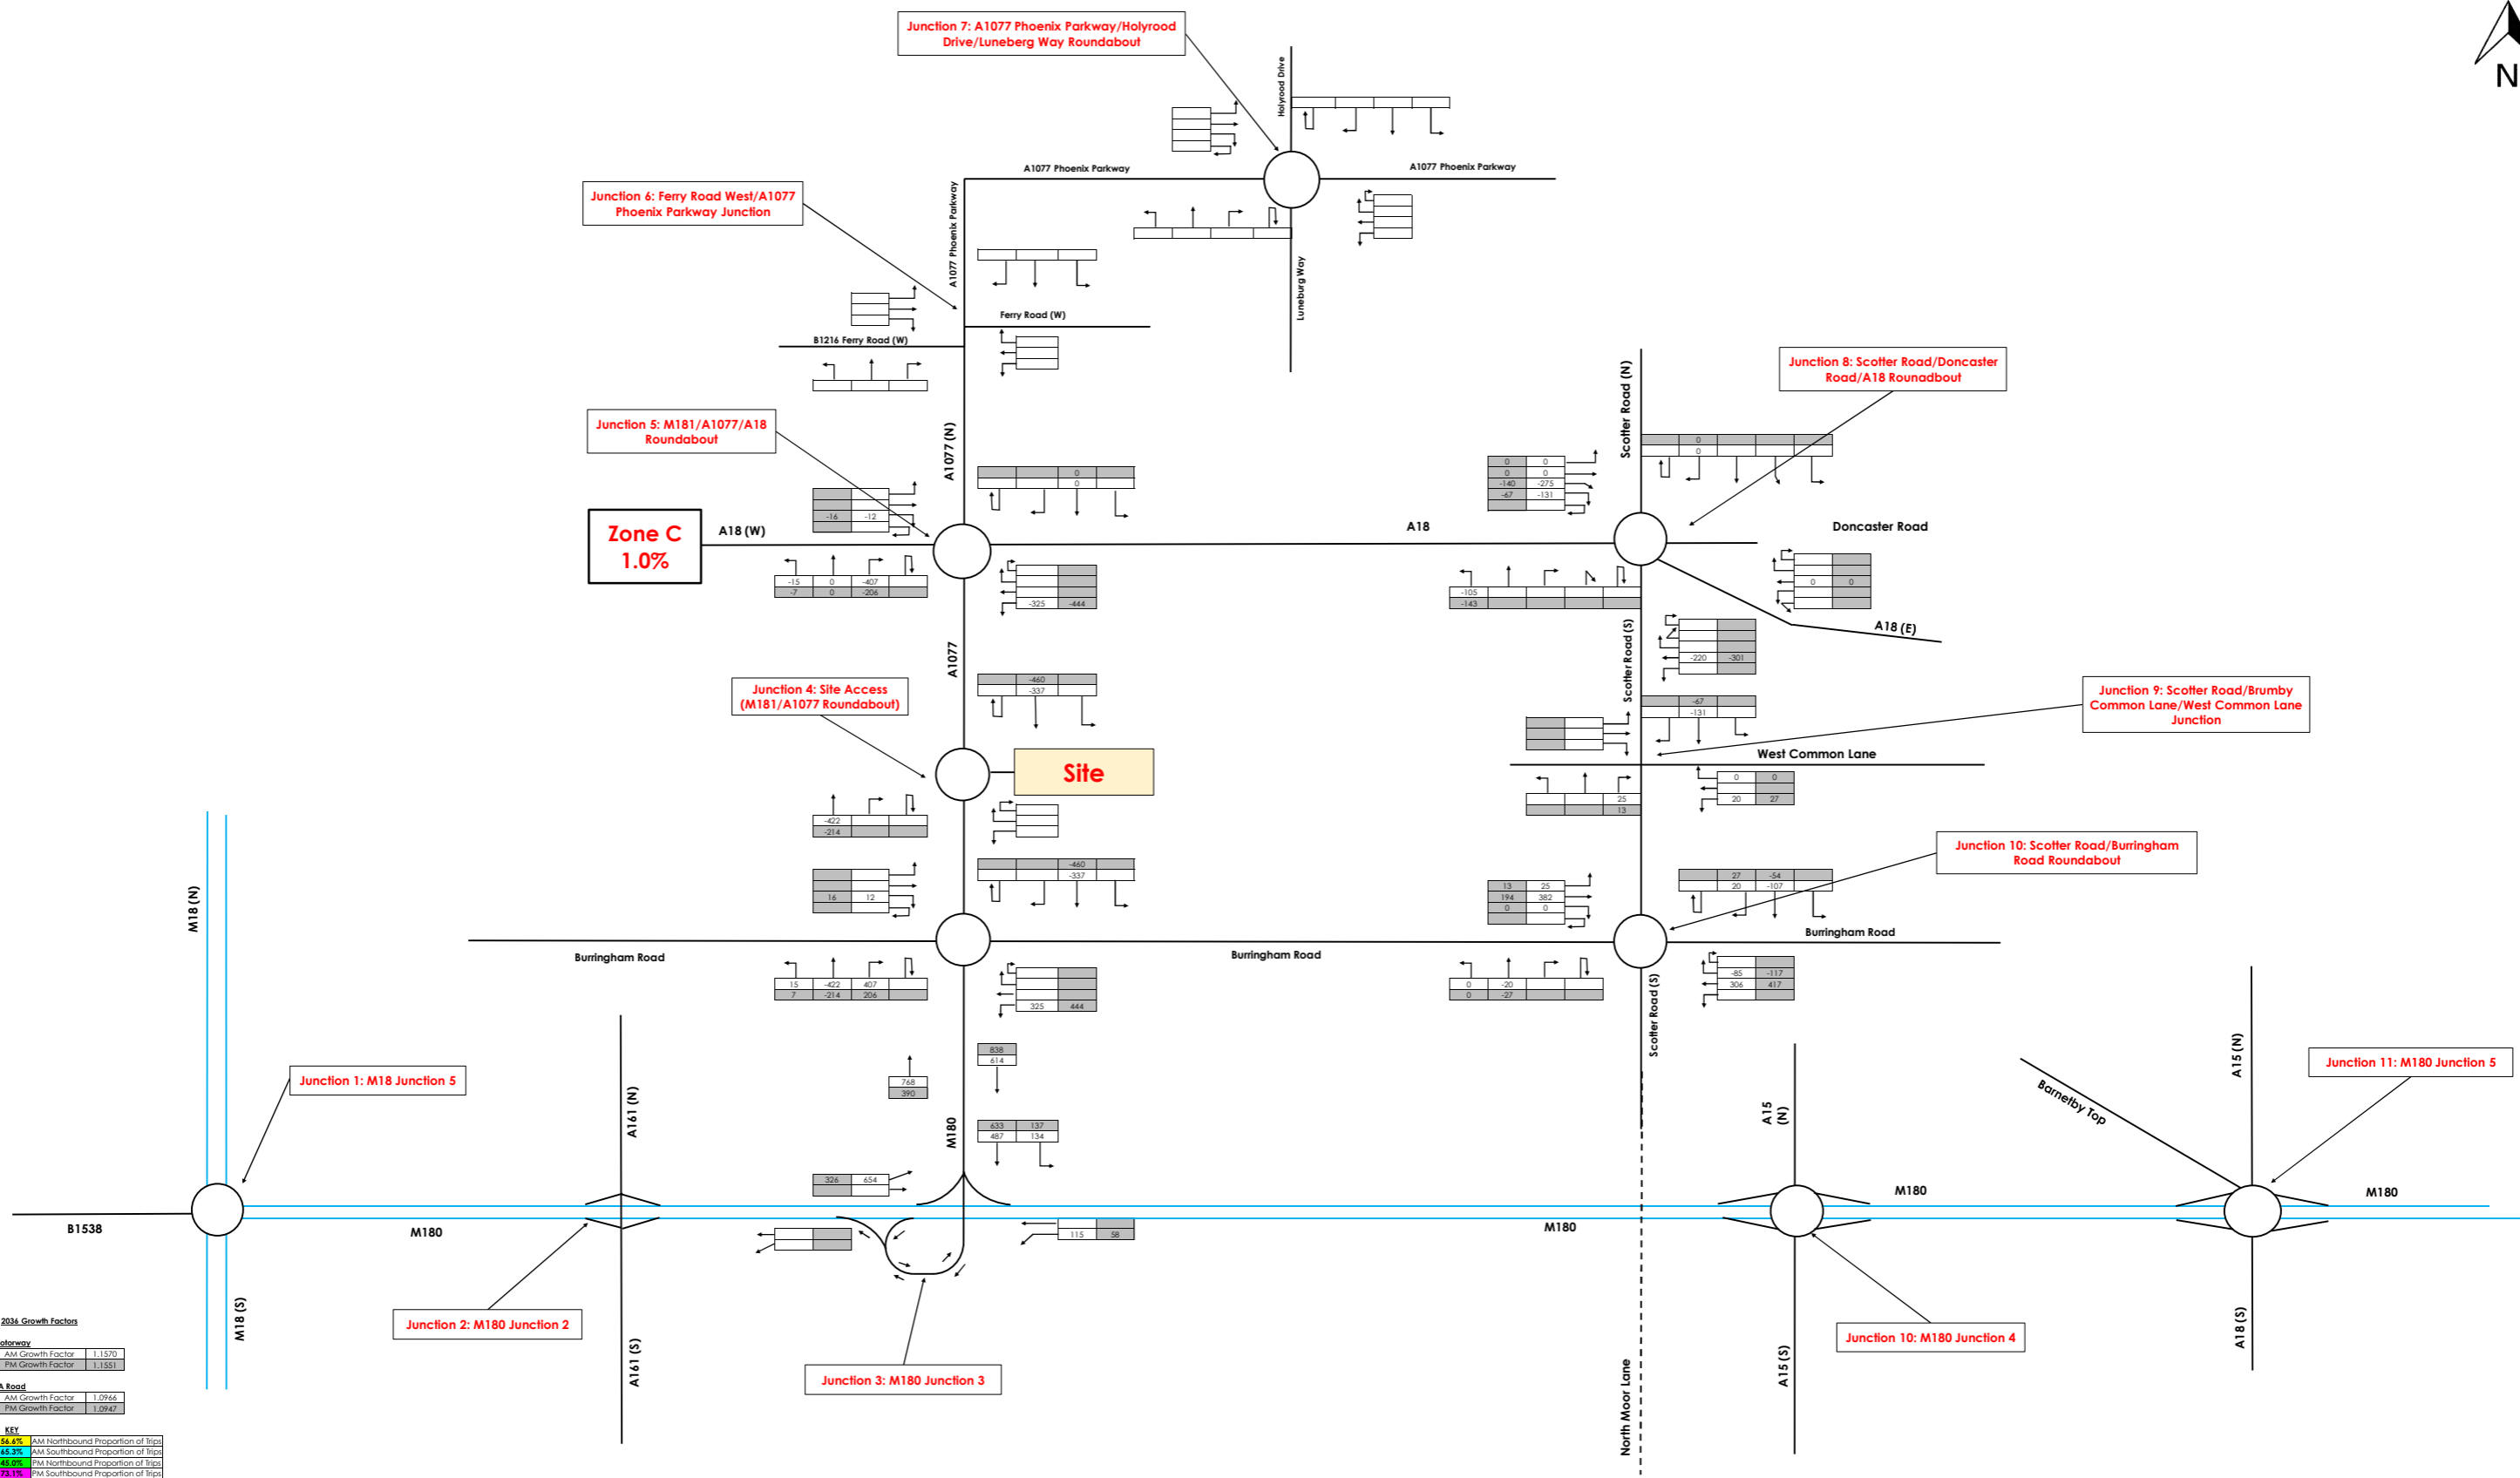 Junction 7: A1077 Phoenix Parkway/Holyrood
Drive/Luneberg Way Roundabout
N
Holyrood Drive
A1077 Phoenix Parkway
A1077 Phoenix Parkway
Junction 6: Ferry Road West/A1077
Phoenix Parkway Junction
A1077 Phoenix Parkway
Luneburg Way
Ferry Road (W)
B1216 Ferry Road (W)
Junction 8: Scotter Road/Doncaster
Road/A18 Rounadbout
Scotter Road (N)
Junction 5: M181/A1077/A18
Roundabout
A1077 (N)
0
0
0
0
0 0
0 0
-140 -275
-67 -131
-16 -12
Zone C
1.0%
A18 (W)
A18
Doncaster Road
-15 0 -407
-7 0 -206
-325 -444
-105
-143
0 0
A18 (E)
-220 -301
Scotter Road (S)
A1077
-460
-337
Junction 4: Site Access
(M181/A1077 Roundabout)
-67
-131
Junction 9: Scotter Road/Brumby
Common Lane/West Common Lane
Junction
West Common Lane
Site
0 0
20 27
25
13
-422
-214
Junction 10: Scotter Road/Burringham
Road Roundabout
-460
-337
16 12
13 25
194 382
0 0
27 -54
20 -107
M18 (N)
Burringham Road
Burringham Road
Burringham Road
15 -422 407
7 -214 206
325 444
0 -20
0 -27
-85 -117
306 417
Scotter Road (S)
838
614
768
390
Junction 1: M18 Junction 5
A161 (N)
M180
633 137
487 134
A15
(N)
Barnetby Top
A15 (N)
Junction 11: M180 Junction 5
326 654
B1538
M180
115 58
M180
M180
M180
M18 (S)
Junction 2: M180 Junction 2
A161 (S)
Junction 3: M180 Junction 3
North Moor Lane
A15 (S)
Junction 10: M180 Junction 4
A18 (S)
2036 Growth Factors
otorway
AM Growth Factor 1.1570
PM Growth Factor 1.1551
A Road
AM Growth Factor 1.0966
PM Growth Factor 1.0947
KEY
56.6% AM Northbound Proportion of Trips
65.3% AM Southbound Proportion of Trips
45.0% PM Northbound Proportion of Trips
73.1% PM Southbound Proportion of Trips